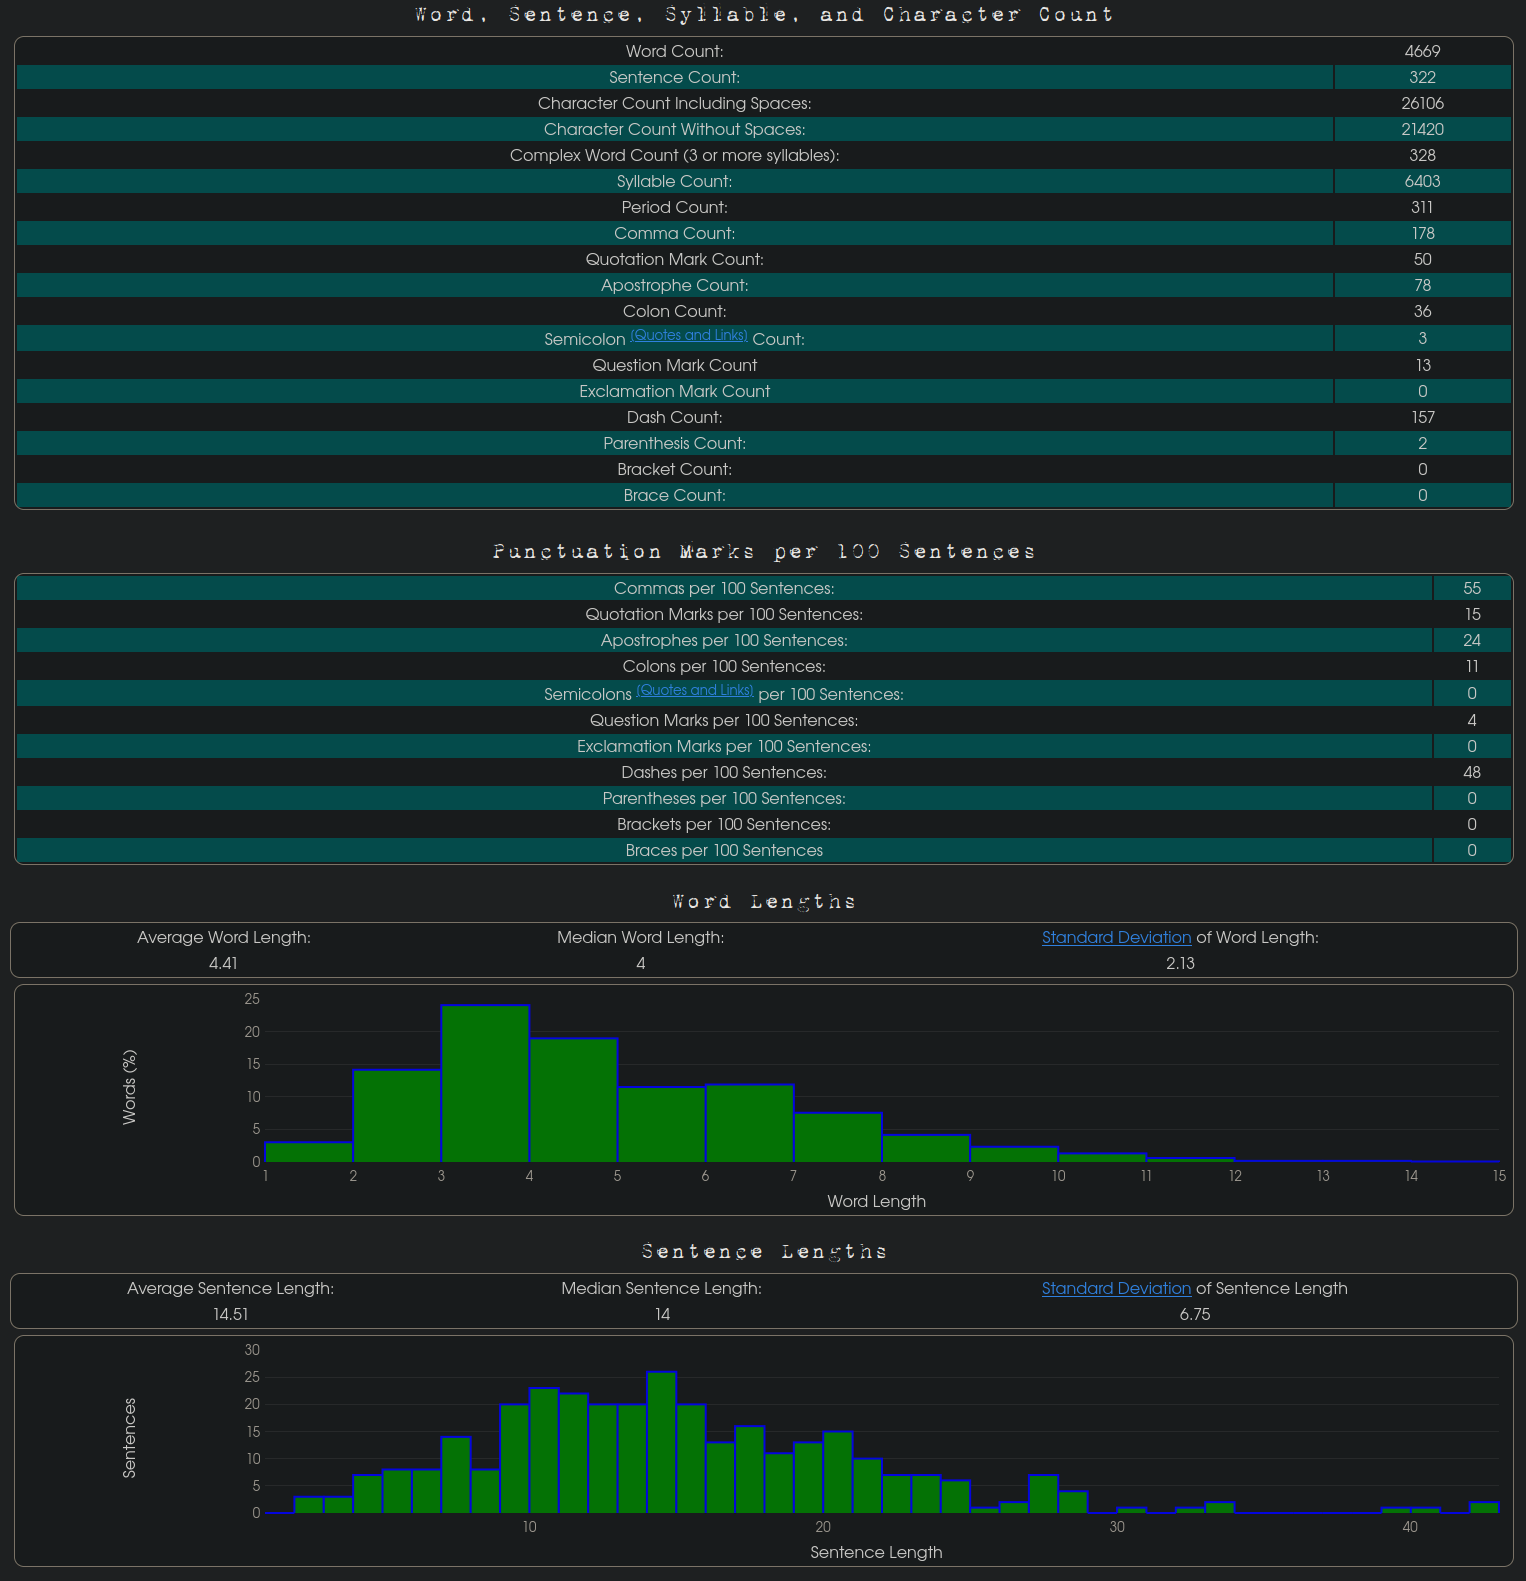 Word, Sentence, Syllable, and Character Count
Word Count: 4669
Sentence Count: 322
Character Count Including Spaces: 26106
Character Count Without Spaces: 21420
Complex Word Count (3 or more syllables): 328
Syllable Count: 6403
Period Count: 311
Comma Count: 178
Quotation Mark Count: 50
Apostrophe Count: 78
Colon Count: 36
Semicolon (Quotes and Links) Count: 3
Question Mark Count 13
Exclamation Mark Count 0
Dash Count: 157
Parenthesis Count: 2
Bracket Count: 0
Brace Count: 0
Punctuation Marks per 100 Sentences
Commas per 100 Sentences: 55
Quotation Marks per 100 Sentences: 15
Apostrophes per 100 Sentences: 24
Colons per 100 Sentences: 11
Semicolons (Quotes and Links) per 100 Sentences: 0
Question Marks per 100 Sentences: 4
Exclamation Marks per 100 Sentences: 0
Dashes per 100 Sentences: 48
Parentheses per 100 Sentences: 0
Brackets per 100 Sentences: 0
Braces per 100 Sentences 0
Word Lengths
Average Word Length: Median Word Length: Standard Deviation of Word Length:
4.41 4 2.13
25
20
15
10
5
0
Words (%)
1 2 3 4 5 6 7 8 9 10 11 12 13 14 15
Word Length
Sentence Lengths
Average Sentence Length: Median Sentence Length: Standard Deviation of Sentence Length
14.51 14 6.75
30
25
20
15
10
5
0
Sentences
10 20 30 40
Sentence Length